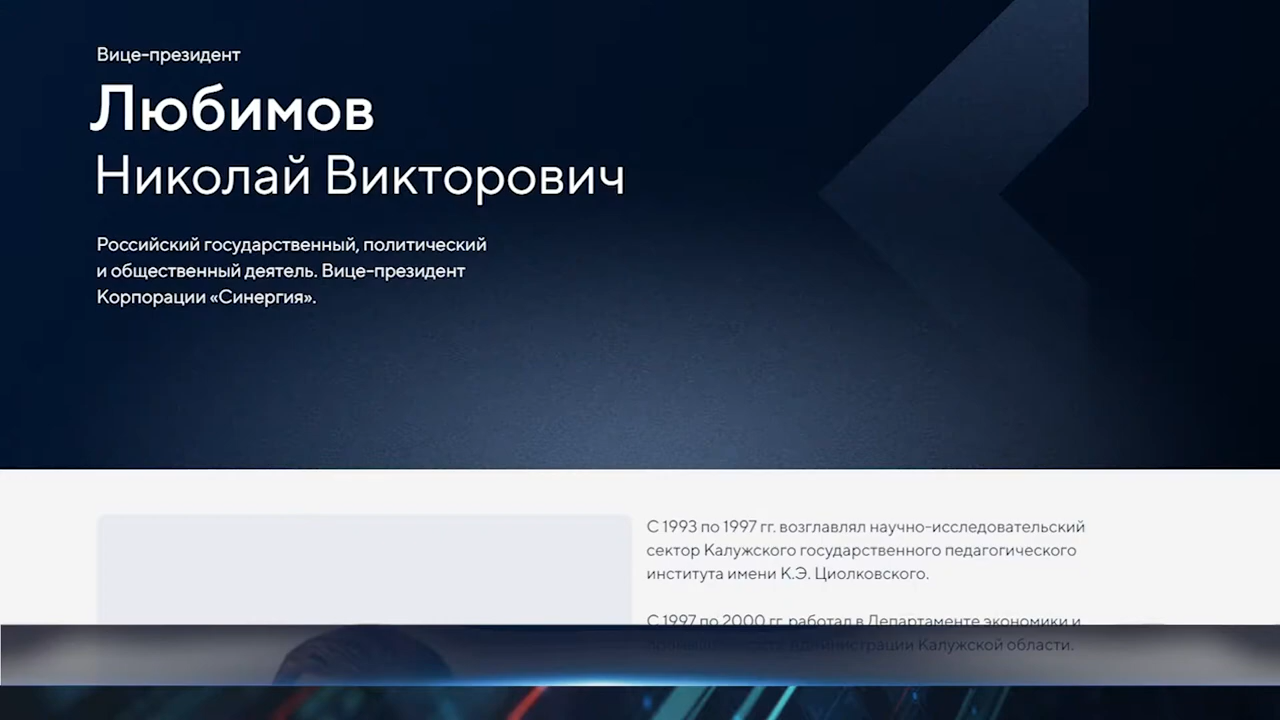 Вице-президент
Любимов
Николай Викторович
Российский государственный, политический
и общественный деятель. Вице-президент
Корпорации «Синергия».
С 1993 по 1997 гг. возглавлял научно-исследовательский
сектор Калужского государственного педагогического
института имени К.Э. Циолковского.
С 1997 по 2000 гг. работал в Департаменте экономики и
Администрации Калужской области.